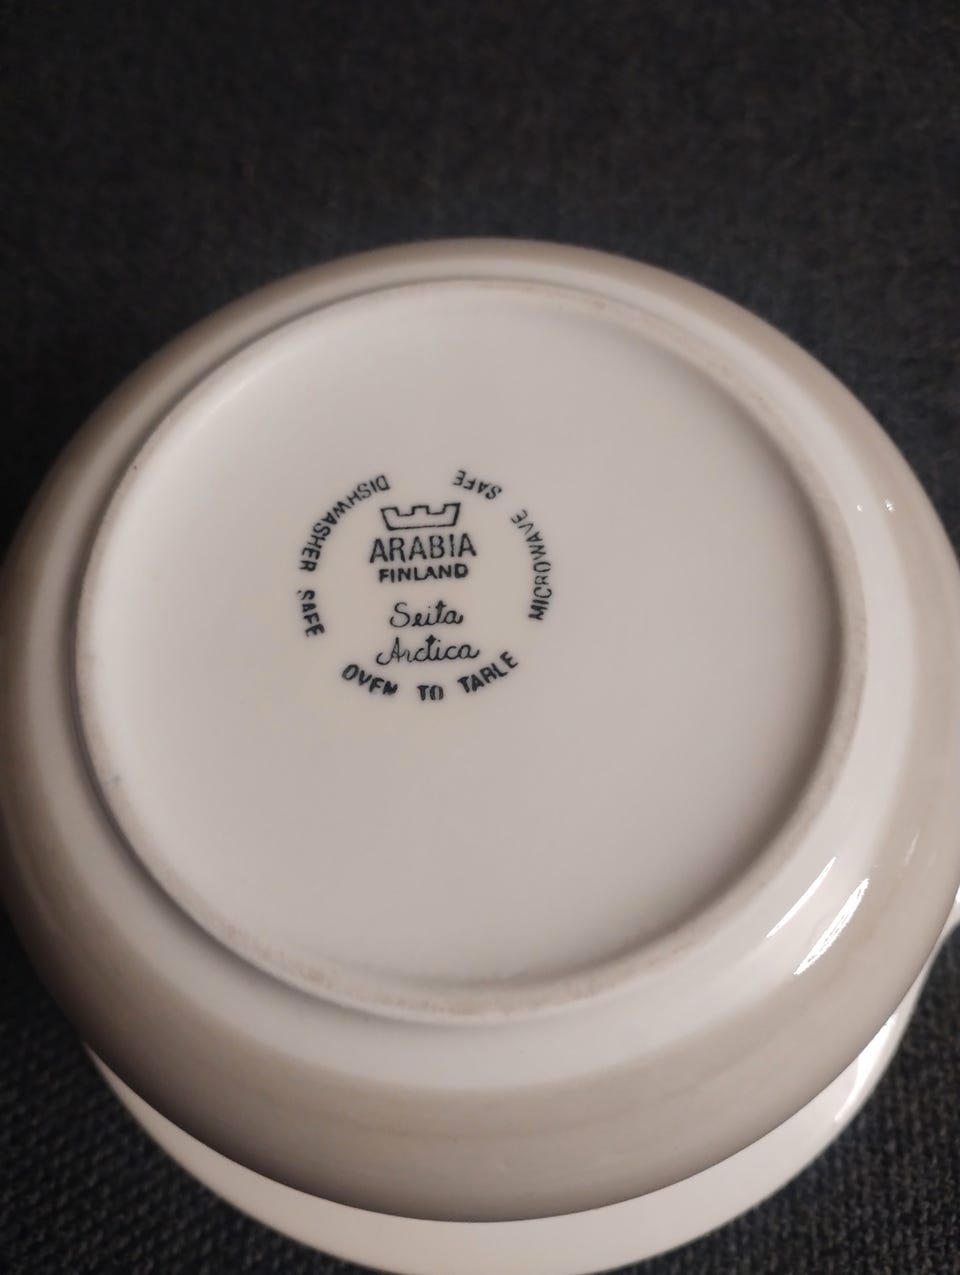 DISHWASHER SAFE
MICROWAVE SAFE
ARABIA
FINLAND
Seita
Arctica
OVEN TO TABLE